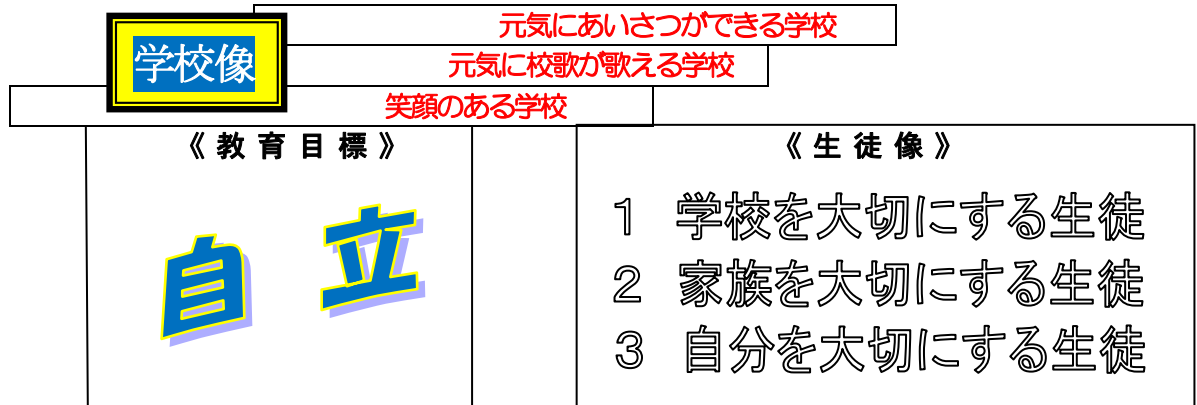 元気にあいさつができる学校
学校像
元気に校歌が歌える学校
笑顔のある学校
《 教 育 目 標 》
自 立
《 生 徒 像 》
１ 学校を大切にする生徒
２ 家族を大切にする生徒
３ 自分を大切にする生徒